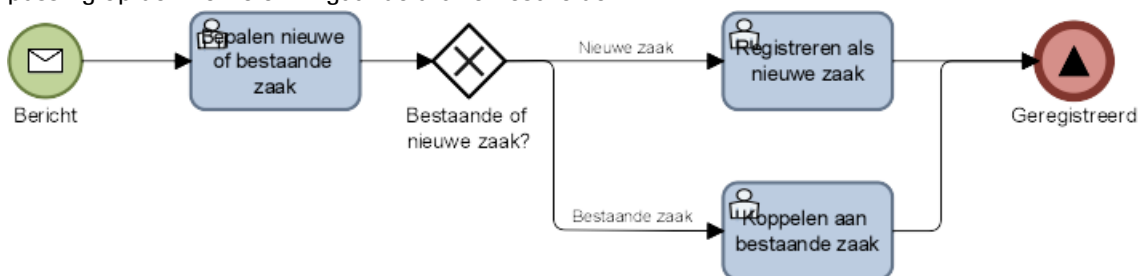 Bepalen nieuwe
of bestaande
zaak
Nieuwe zaak
Registreren als
nieuwe zaak
Bericht
Bestaande of
nieuwe zaak?
Geregistreerd
Bestaande zaak
Koppelen aan
bestaande zaak